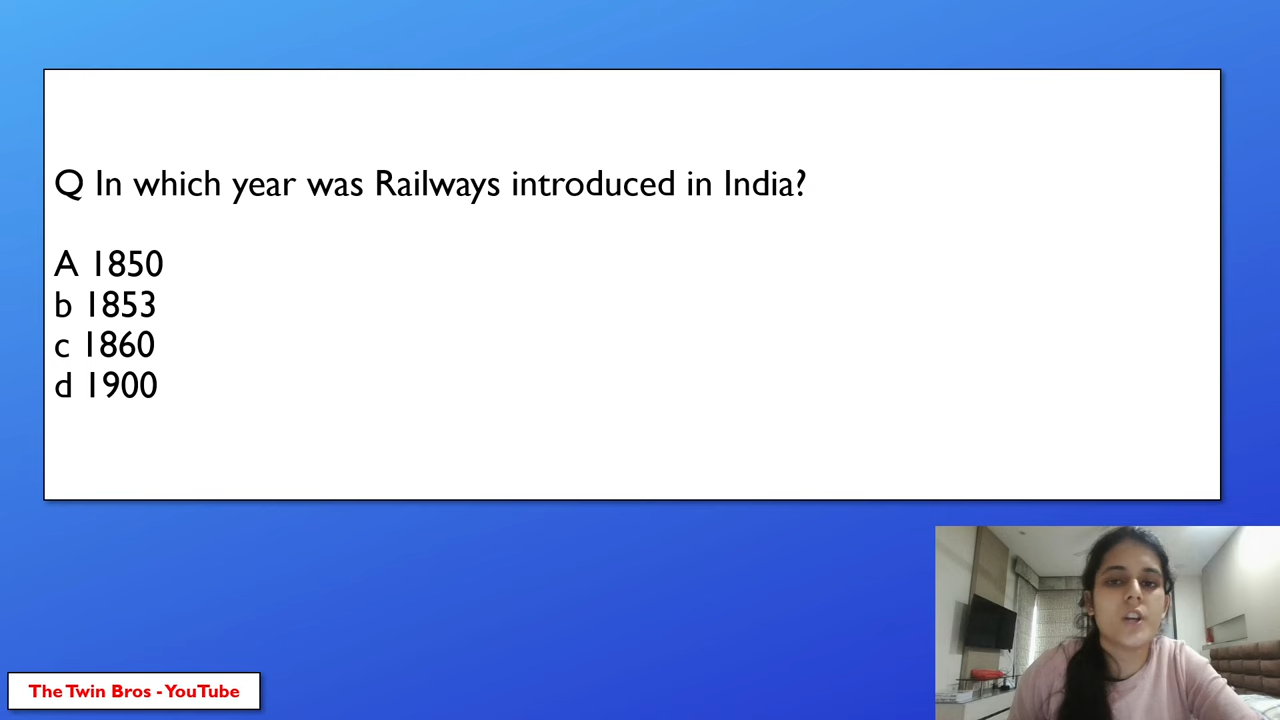 Q In which year was Railways introduced in India?
A 1850
b 1853
c 1860
d 1900
The Twin Bros - YouTube